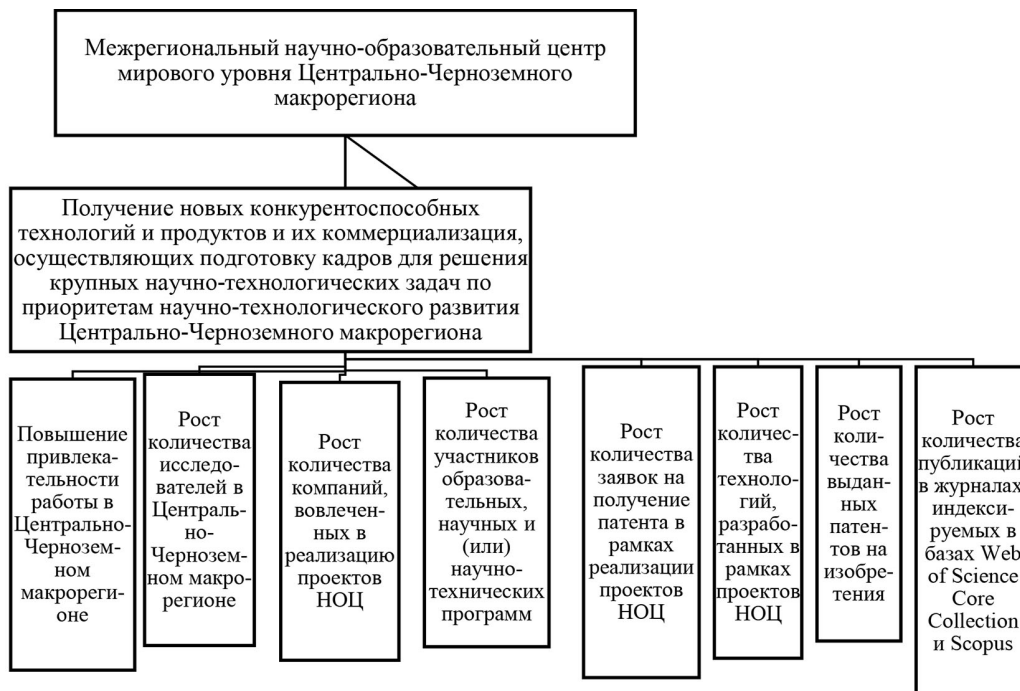 Межрегиональный научно-образовательный центр
мирового уровня Центрально-Черноземного
макрорегиона
Получение новых конкурентоспособных
технологий и продуктов и их коммерциализация,
осуществляющих подготовку кадров для решения
крупных научно-технологических задач по
приоритетам научно-технологического развития
Центрально-Черноземного макрорегиона
Повышение
привлека-
тельности
работы в
Центрально-
Чернозем-
ном
макрореги-
оне
Рост
количества
исследо-
вателей в
Централь-
но-
Чернозем-
ном макро-
регионе
Рост
количества
компаний,
вовлеченных в
реализацию
проектов
НОЦ
Рост
количества
участников
образова-
тельных,
научных и
(или)
научно-
технических
программ
Рост
количества
заявок на
получение
патента в
рамках
реализации
проектов
НОЦ
Рост
количес-
тва
техноло-
гий,
разрабо-
танных в
рамках
проектов
НОЦ
Рост
коли-
чества
выдан-
ных
патен-
тов на
изобре-
тения
Рост
количества
публикаций
в журналах,
индекси-
руемых в
базах Web
of Science
Core
Collection
и Scopus